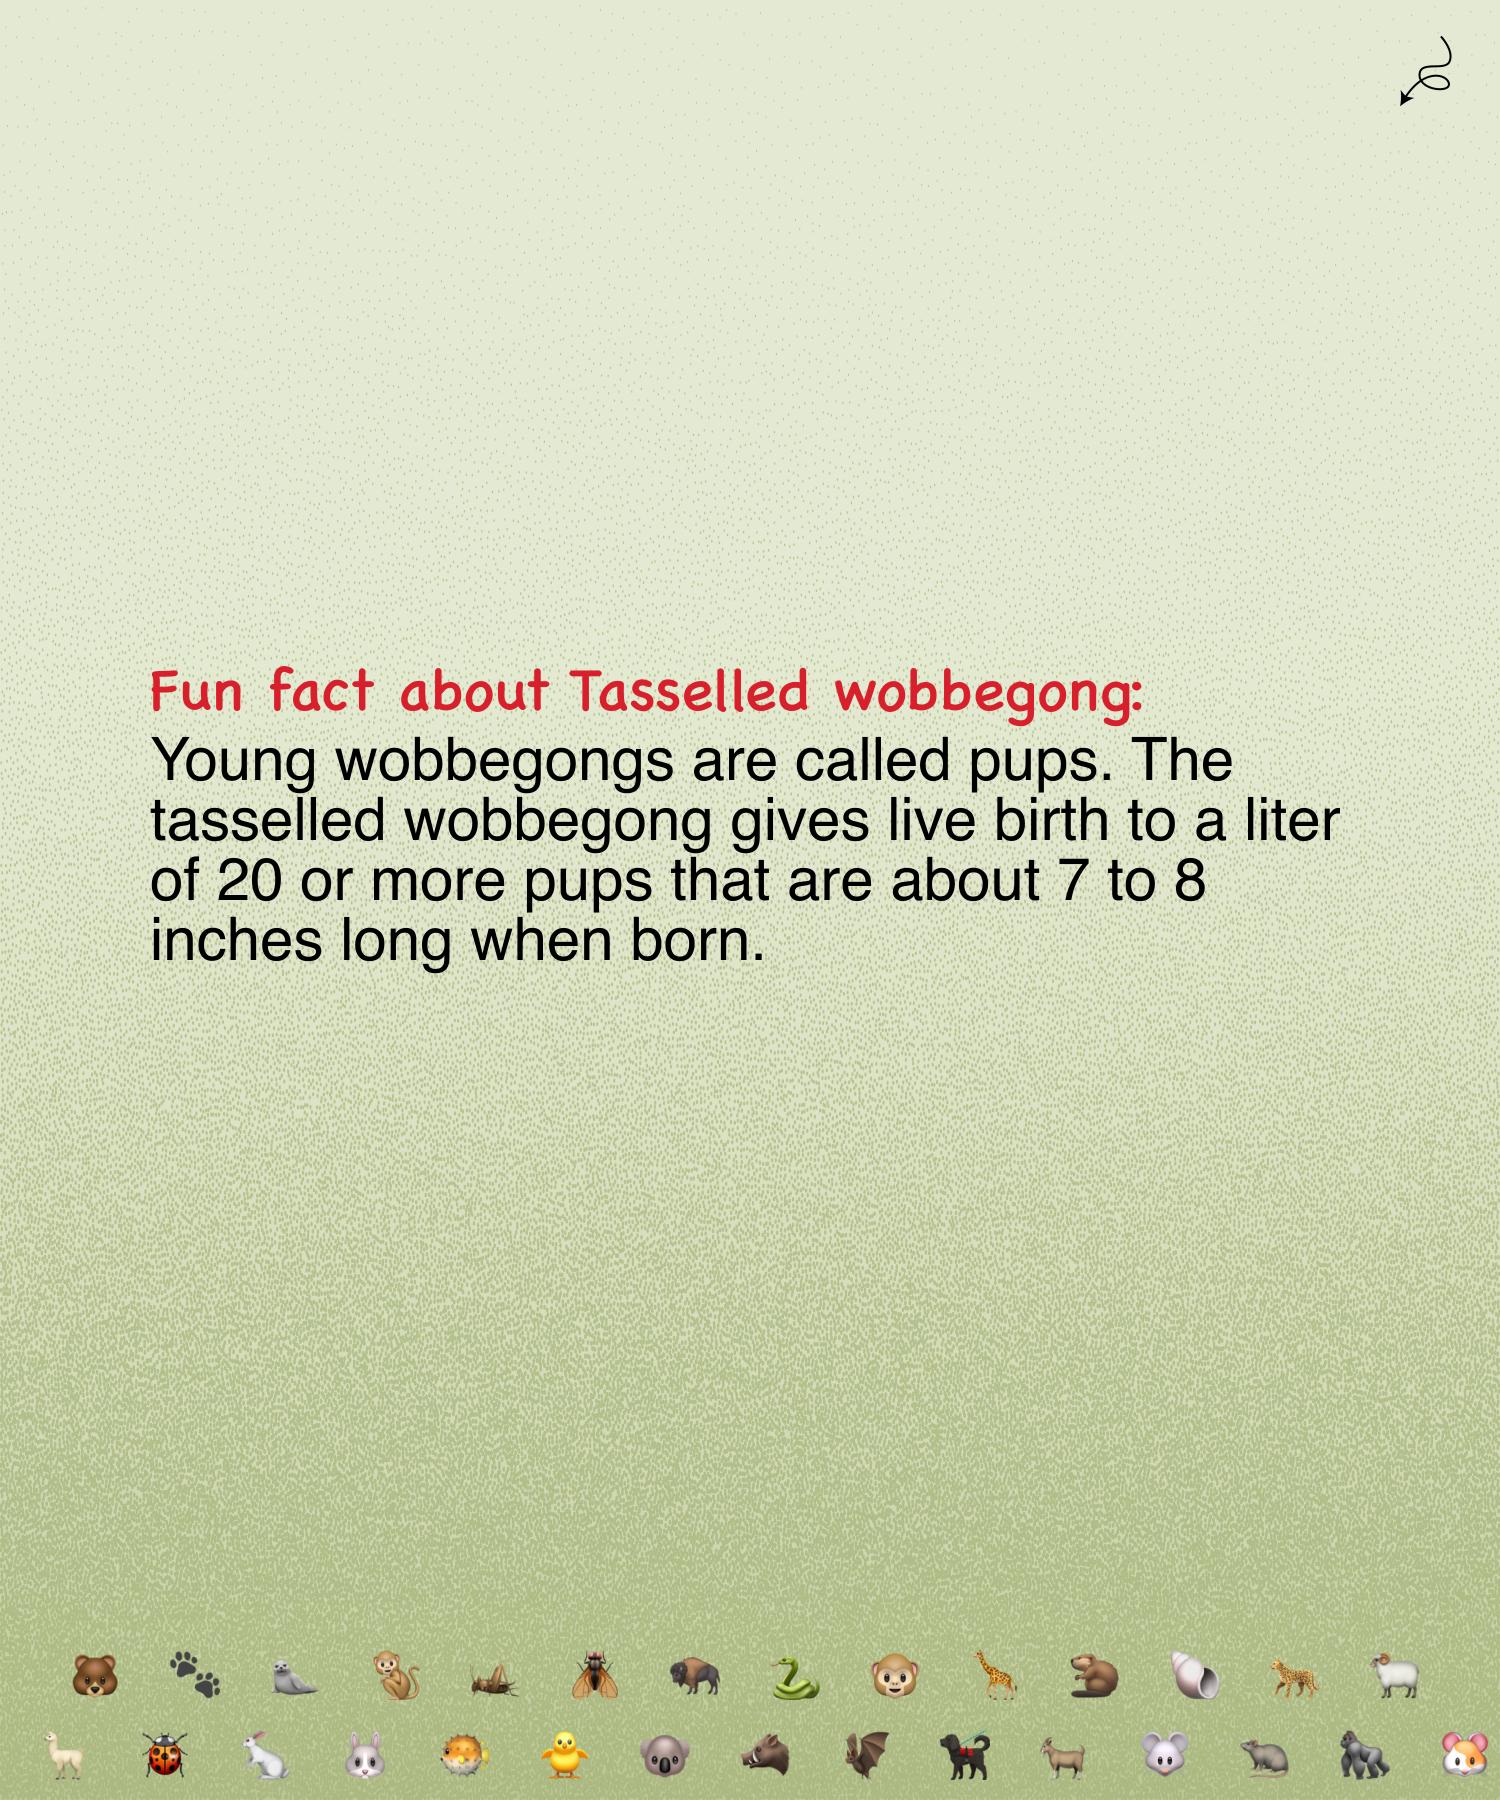 Fun fact about Tasselled wobbegong:
Young wobbegongs are called pups. The
tasselled wobbegong gives live birth to a liter
of 20 or more pups that are about 7 to 8
inches long when born.